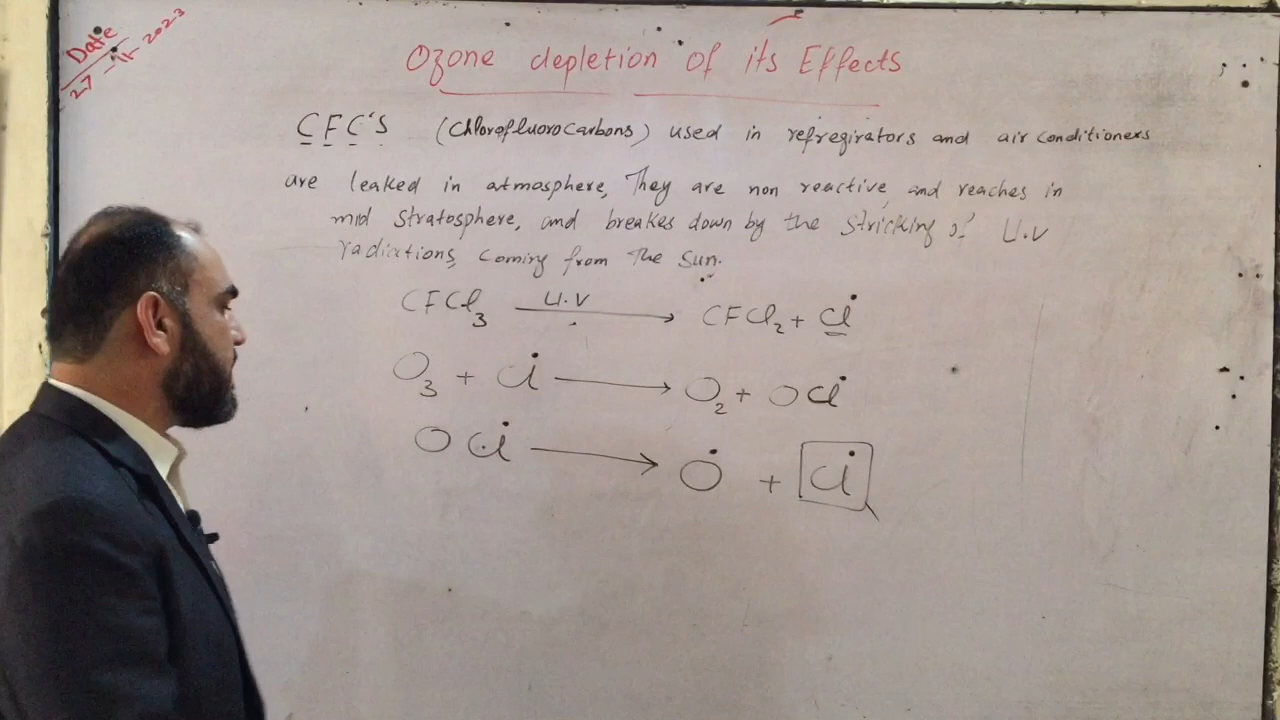 Date
27-11-2023
Ozone depletion of its Effects
CFC's (Chlorofluorocarbons) used in refregirators and air conditioners
are leaked in atmosphere, They are non reactive and reaches in
mid stratosphere, and breakes down by the stricking of U.V
radiations, coming from the sun.
CFCl₃ U.V → CFCl₂ + Cl̇
O₃ + Cl̇ → O₂ + OCl̇
OCl̇ → Ȯ + Cl̇